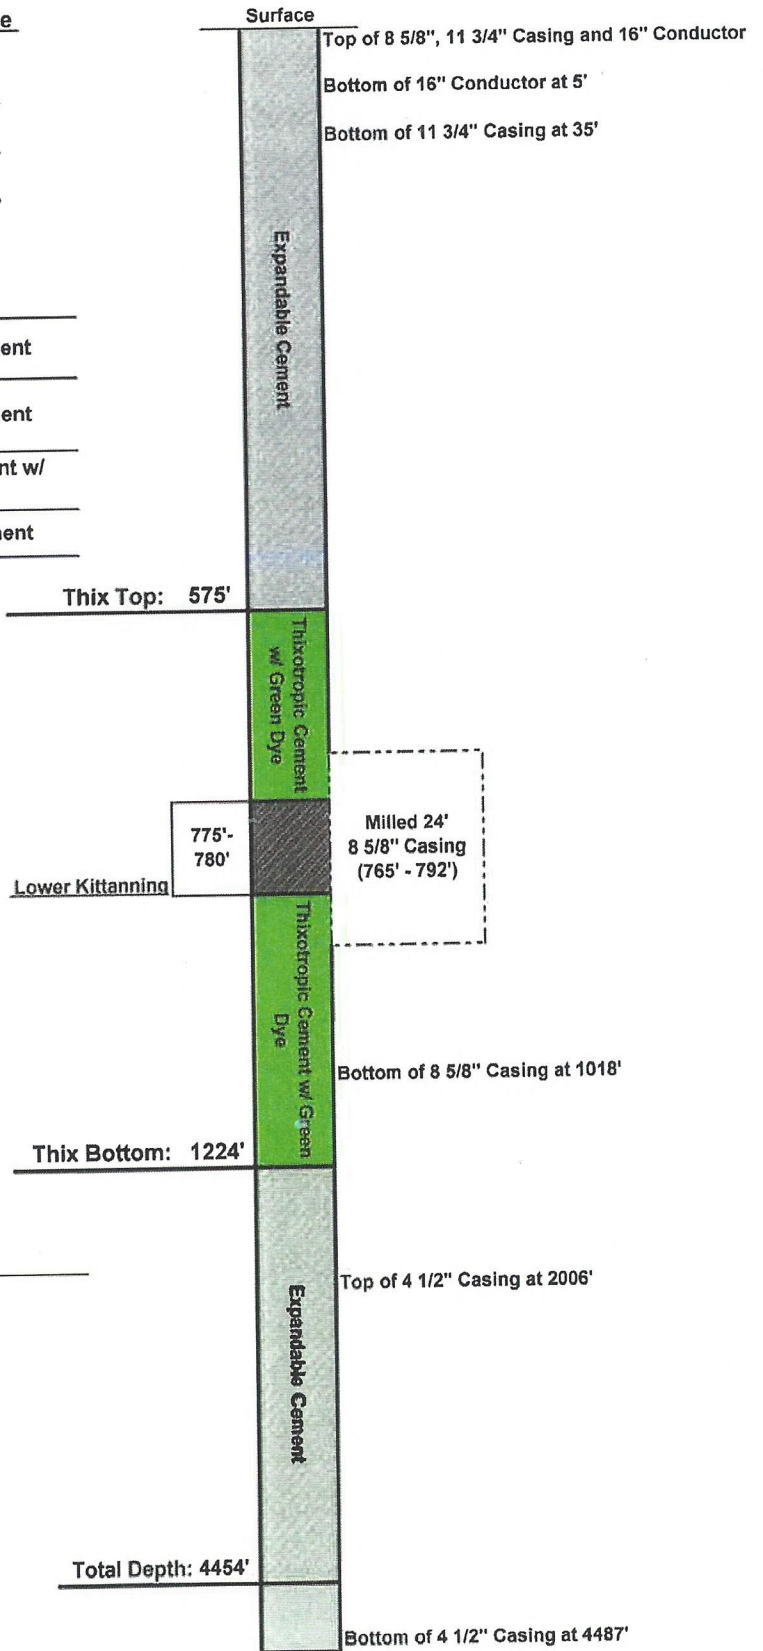 Surface
Top of 8 5/8", 11 3/4" Casing and 16" Conductor
Bottom of 16" Conductor at 5'
Bottom of 11 3/4" Casing at 35'
Expandable Cement
ent
ent
nt w/
ent
Thix Top: 575'
Thixotropic Cement
w/ Green Dye
775'-
780'
Milled 24'
8 5/8" Casing
(765' - 792')
Lower Kittanning
Thixotropic Cement w/ Green
Dye
Bottom of 8 5/8" Casing at 1018'
Thix Bottom: 1224'
Top of 4 1/2" Casing at 2006'
Expandable Cement
Total Depth: 4454'
Bottom of 4 1/2" Casing at 4487'